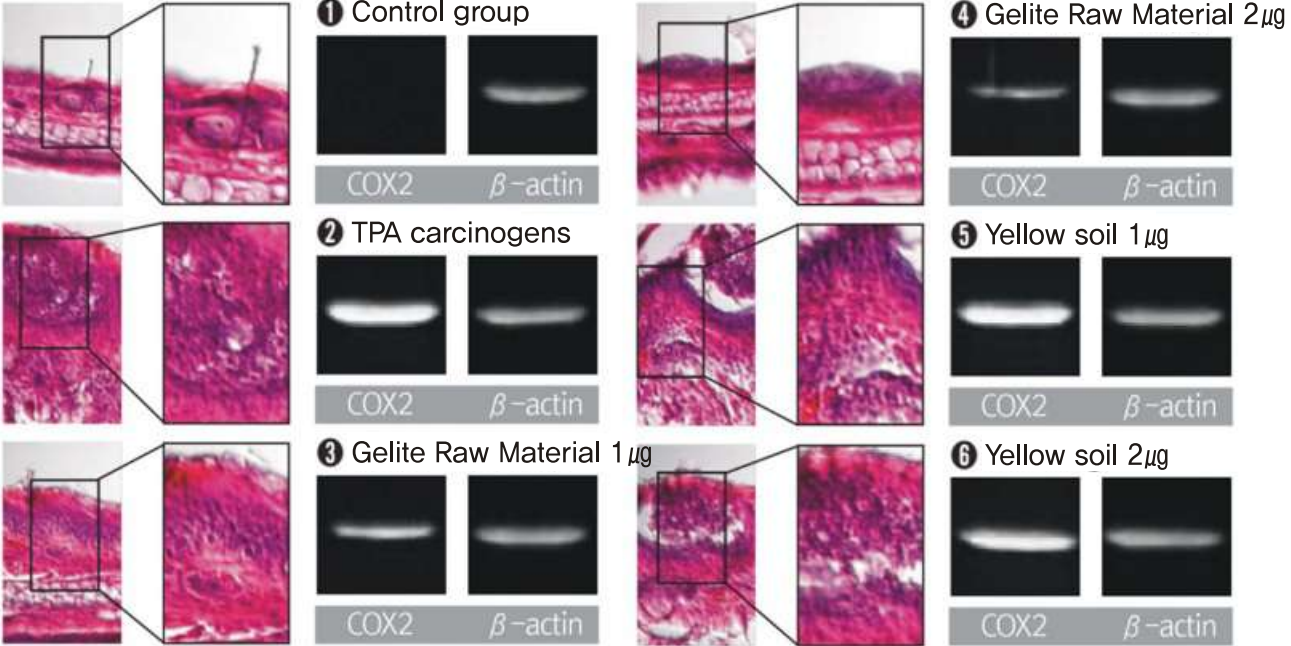 ❶ Control group
COX2 β-actin
❷ TPA carcinogens
COX2 β-actin
❸ Gelite Raw Material 1㎍
COX2 β-actin
❹ Gelite Raw Material 2㎍
COX2 β-actin
❺ Yellow soil 1㎍
COX2 β-actin
❻ Yellow soil 2㎍
COX2 β-actin